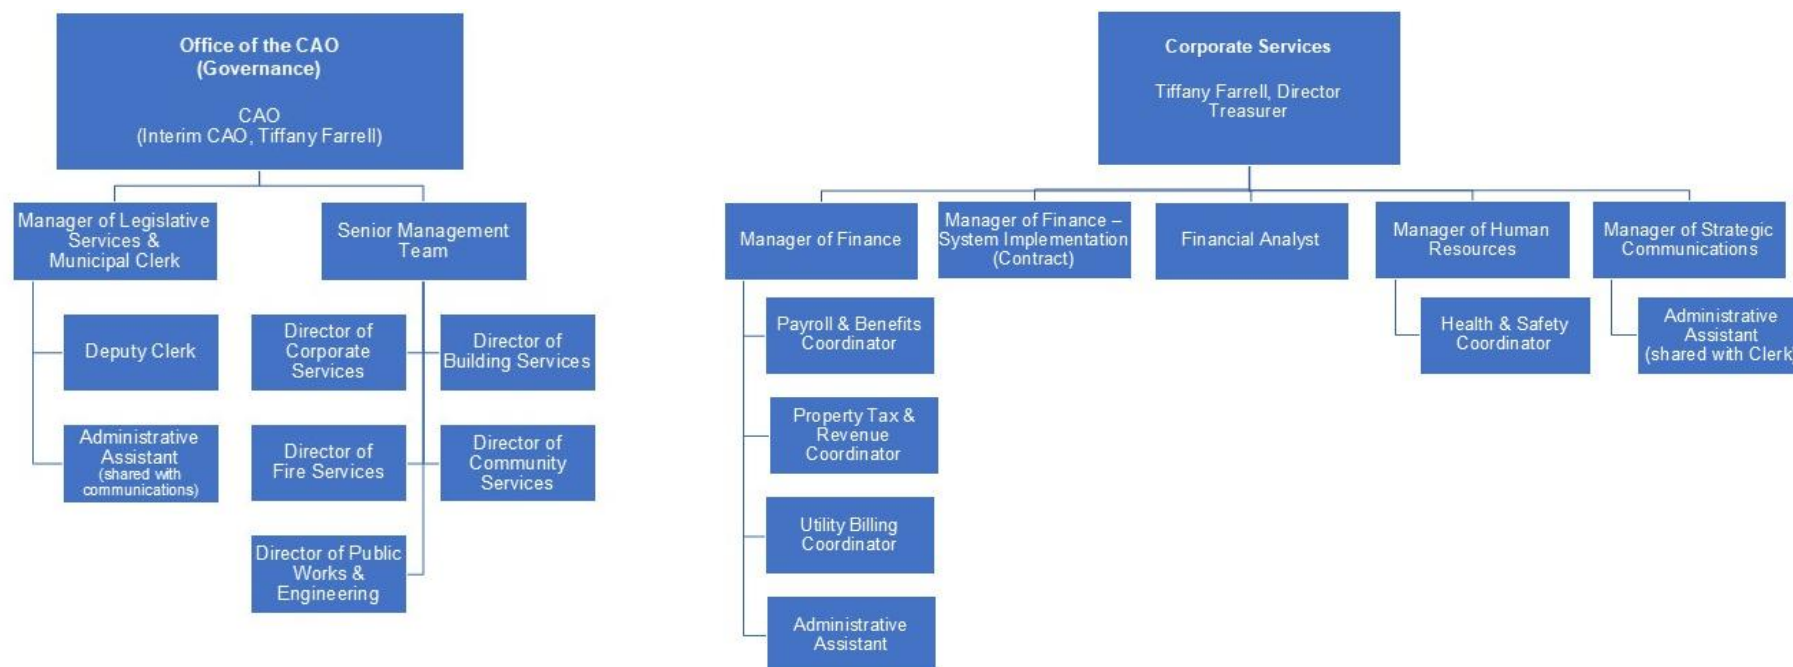 Office of the CAO
(Governance)
CAO
(Interim CAO, Tiffany Farrell)
Manager of Legislative
Services &
Municipal Clerk
Senior Management
Team
Deputy Clerk
Administrative
Assistant
(shared with
communications)
Director of
Corporate
Services
Director of
Building Services
Director of
Fire Services
Director of
Community
Services
Director of Public
Works &
Engineering
Corporate Services
Tiffany Farrell, Director
Treasurer
Manager of Finance
Manager of Finance –
System Implementation
(Contract)
Financial Analyst
Manager of Human
Resources
Manager of Strategic
Communications
Payroll & Benefits
Coordinator
Property Tax &
Revenue
Coordinator
Utility Billing
Coordinator
Administrative
Assistant
Health & Safety
Coordinator
Administrative
Assistant
(shared with Clerk)